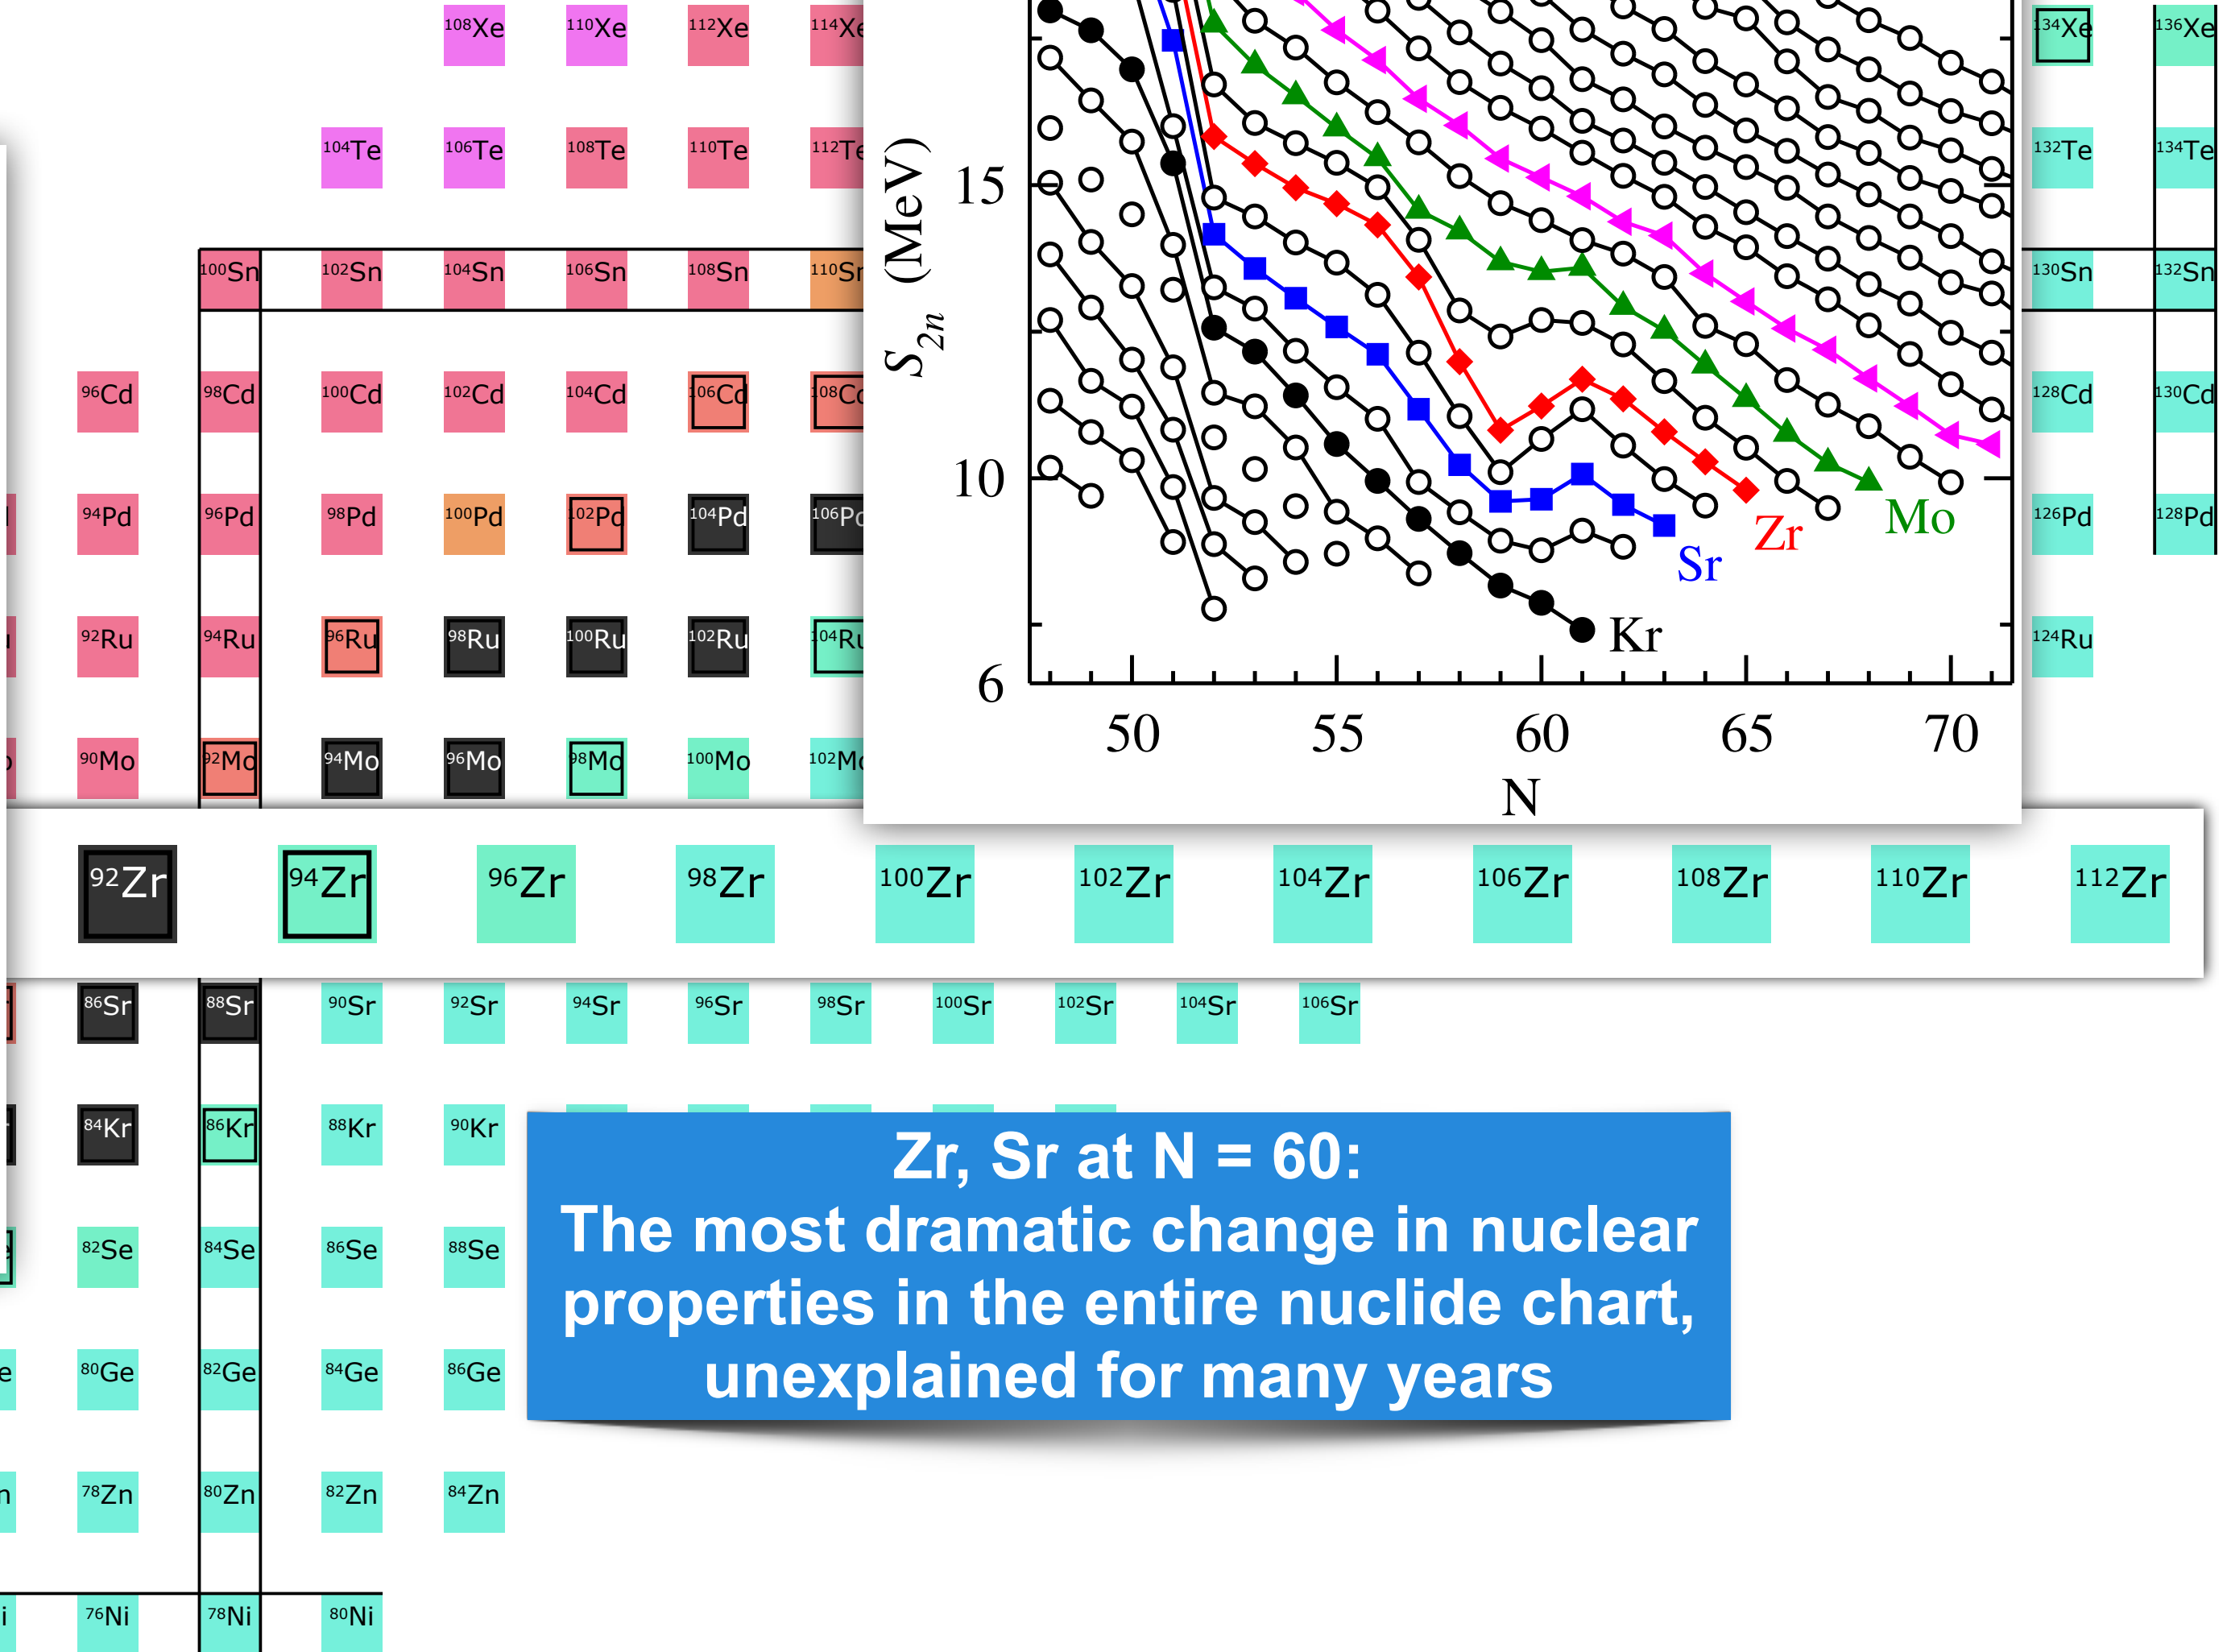 108Xe 110Xe 112Xe 114Xe 134Xe 136Xe
104Te 106Te 108Te 110Te 112Te 132Te 134Te
100Sn 102Sn 104Sn 106Sn 108Sn 110Sn 130Sn 132Sn
96Cd 98Cd 100Cd 102Cd 104Cd 106Cd 108Cd 128Cd 130Cd
94Pd 96Pd 98Pd 100Pd 102Pd 104Pd 106Pd 126Pd 128Pd
92Ru 94Ru 96Ru 98Ru 100Ru 102Ru 104Ru 124Ru
90Mo 92Mo 94Mo 96Mo 98Mo 100Mo 102Mo
S2n (MeV)
15
10
6
50 55 60 65 70
N
Mo
Zr
Sr
Kr
92Zr 94Zr 96Zr 98Zr 100Zr 102Zr 104Zr 106Zr 108Zr 110Zr 112Zr
86Sr 88Sr 90Sr 92Sr 94Sr 96Sr 98Sr 100Sr 102Sr 104Sr 106Sr
84Kr 86Kr 88Kr 90Kr
82Se 84Se 86Se 88Se
80Ge 82Ge 84Ge 86Ge
78Zn 80Zn 82Zn 84Zn
76Ni 78Ni 80Ni
Zr, Sr at N = 60:
The most dramatic change in nuclear
properties in the entire nuclide chart,
unexplained for many years